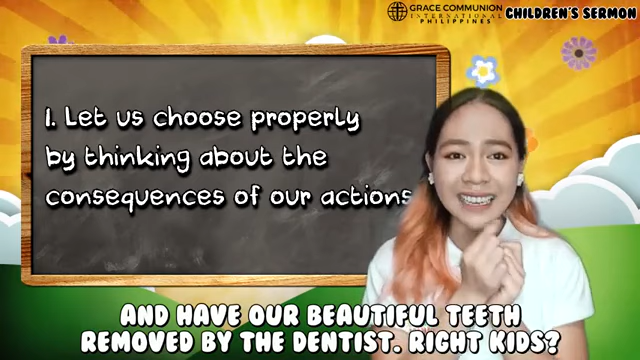 GRACE COMMUNION
INTERNATIONAL
PHILIPPINES
CHILDREN'S SERMON
1. Let us choose properly
by thinking about the
consequences of our actions
AND HAVE OUR BEAUTIFUL TEETH
REMOVED BY THE DENTIST. RIGHT KIDS?